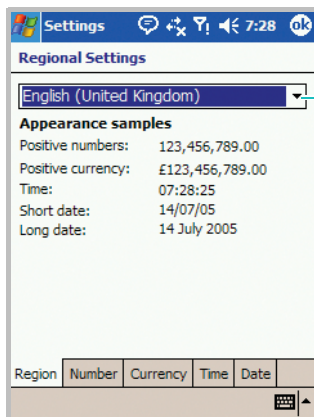 Settings 7:28 ok
Regional Settings
English (United Kingdom)
Appearance samples
Positive numbers: 123,456,789.00
Positive currency: £123,456,789.00
Time: 07:28:25
Short date: 14/07/05
Long date: 14 July 2005
Region Number Currency Time Date